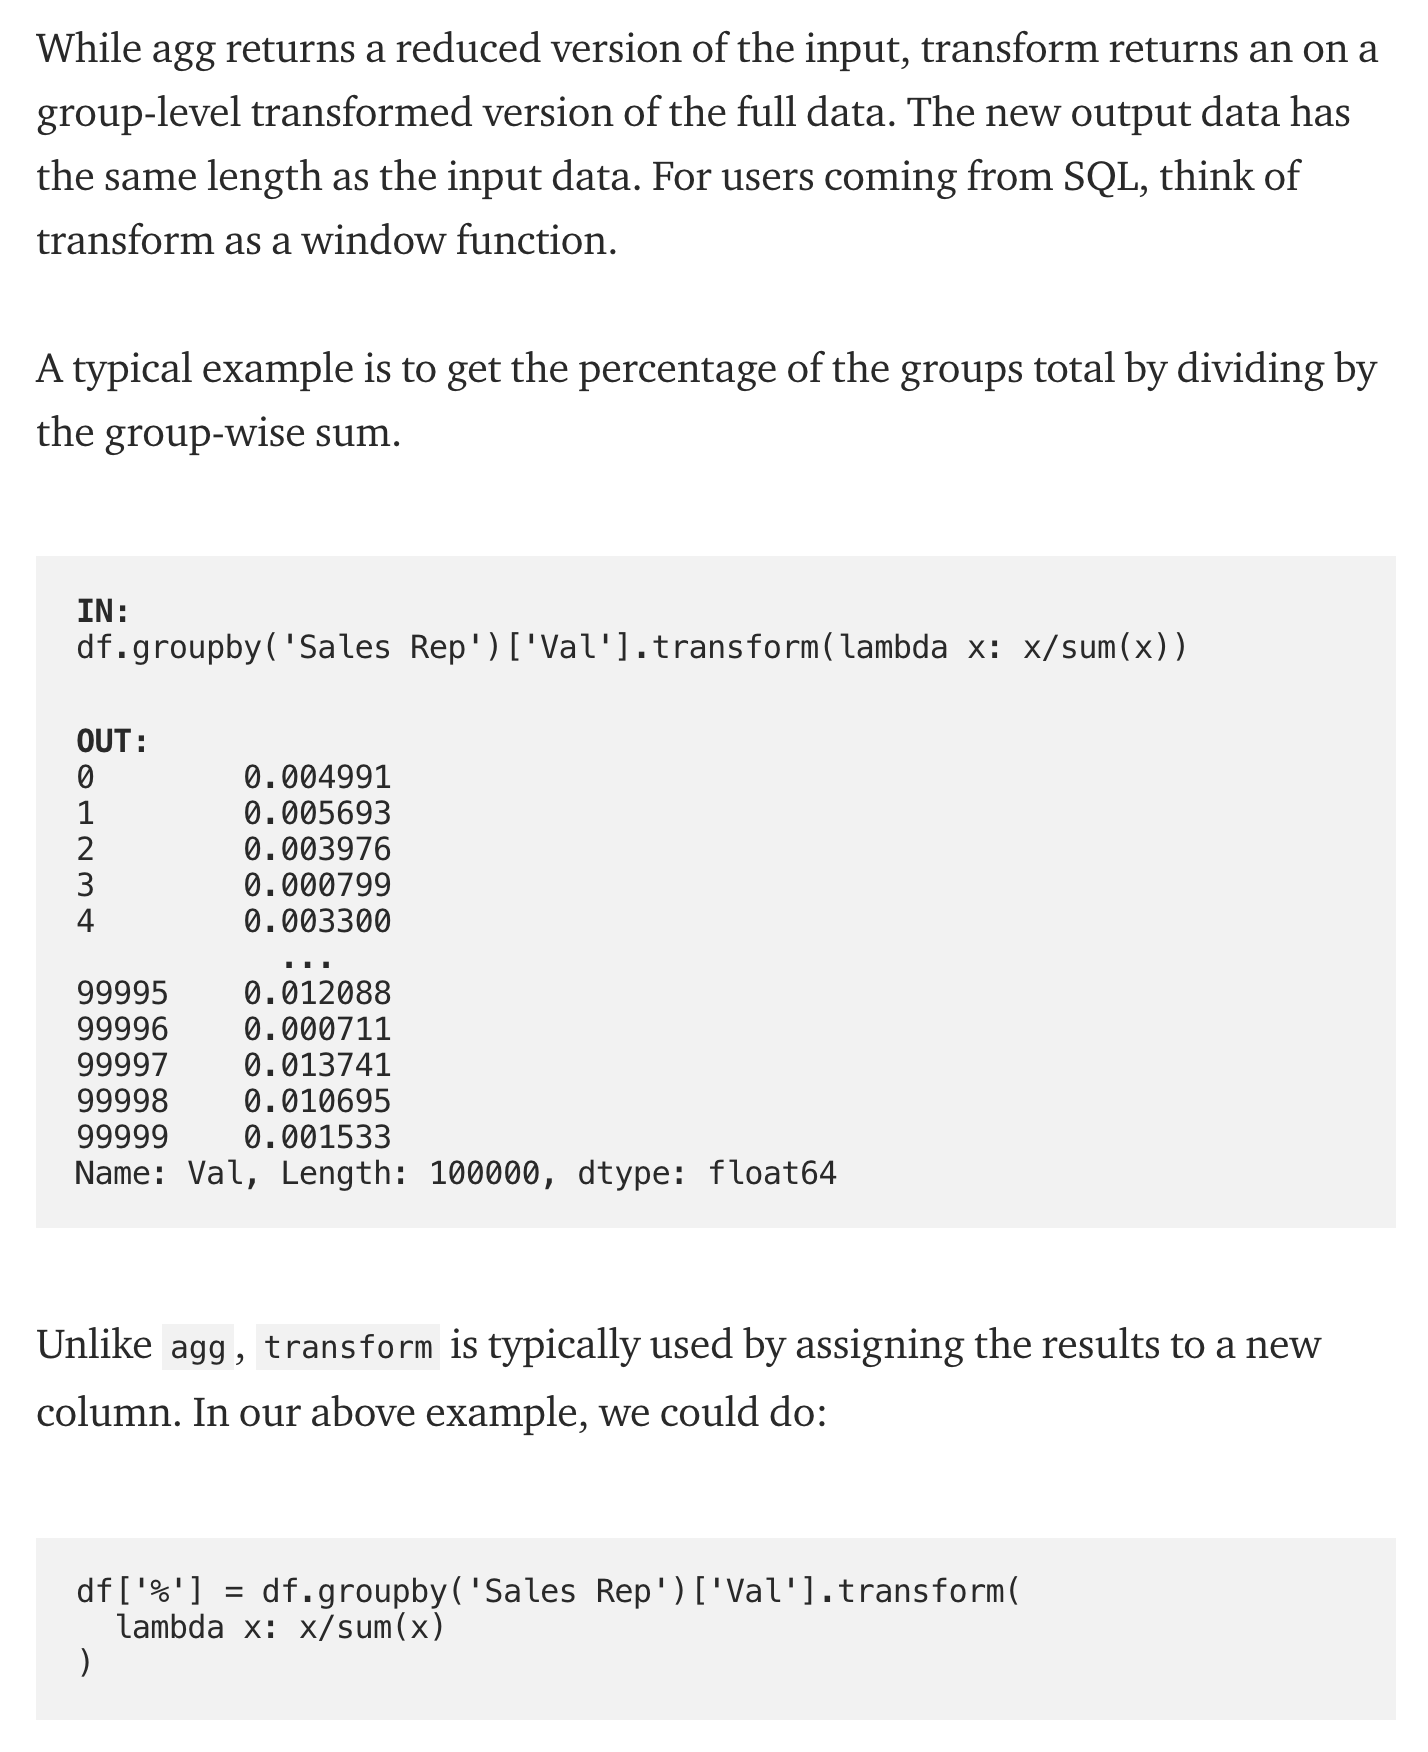 While agg returns a reduced version of the input, transform returns an on a
group-level transformed version of the full data. The new output data has
the same length as the input data. For users coming from SQL, think of
transform as a window function.
A typical example is to get the percentage of the groups total by dividing by
the group-wise sum.
IN:
df.groupby('Sales Rep')['Val'].transform(lambda x: x/sum(x))
OUT:
0        0.004991
1        0.005693
2        0.003976
3        0.000799
4        0.003300
           ...
99995    0.012088
99996    0.000711
99997    0.013741
99998    0.010695
99999    0.001533
Name: Val, Length: 100000, dtype: float64
Unlike agg, transform is typically used by assigning the results to a new
column. In our above example, we could do:
df['%'] = df.groupby('Sales Rep')['Val'].transform(
  lambda x: x/sum(x)
)